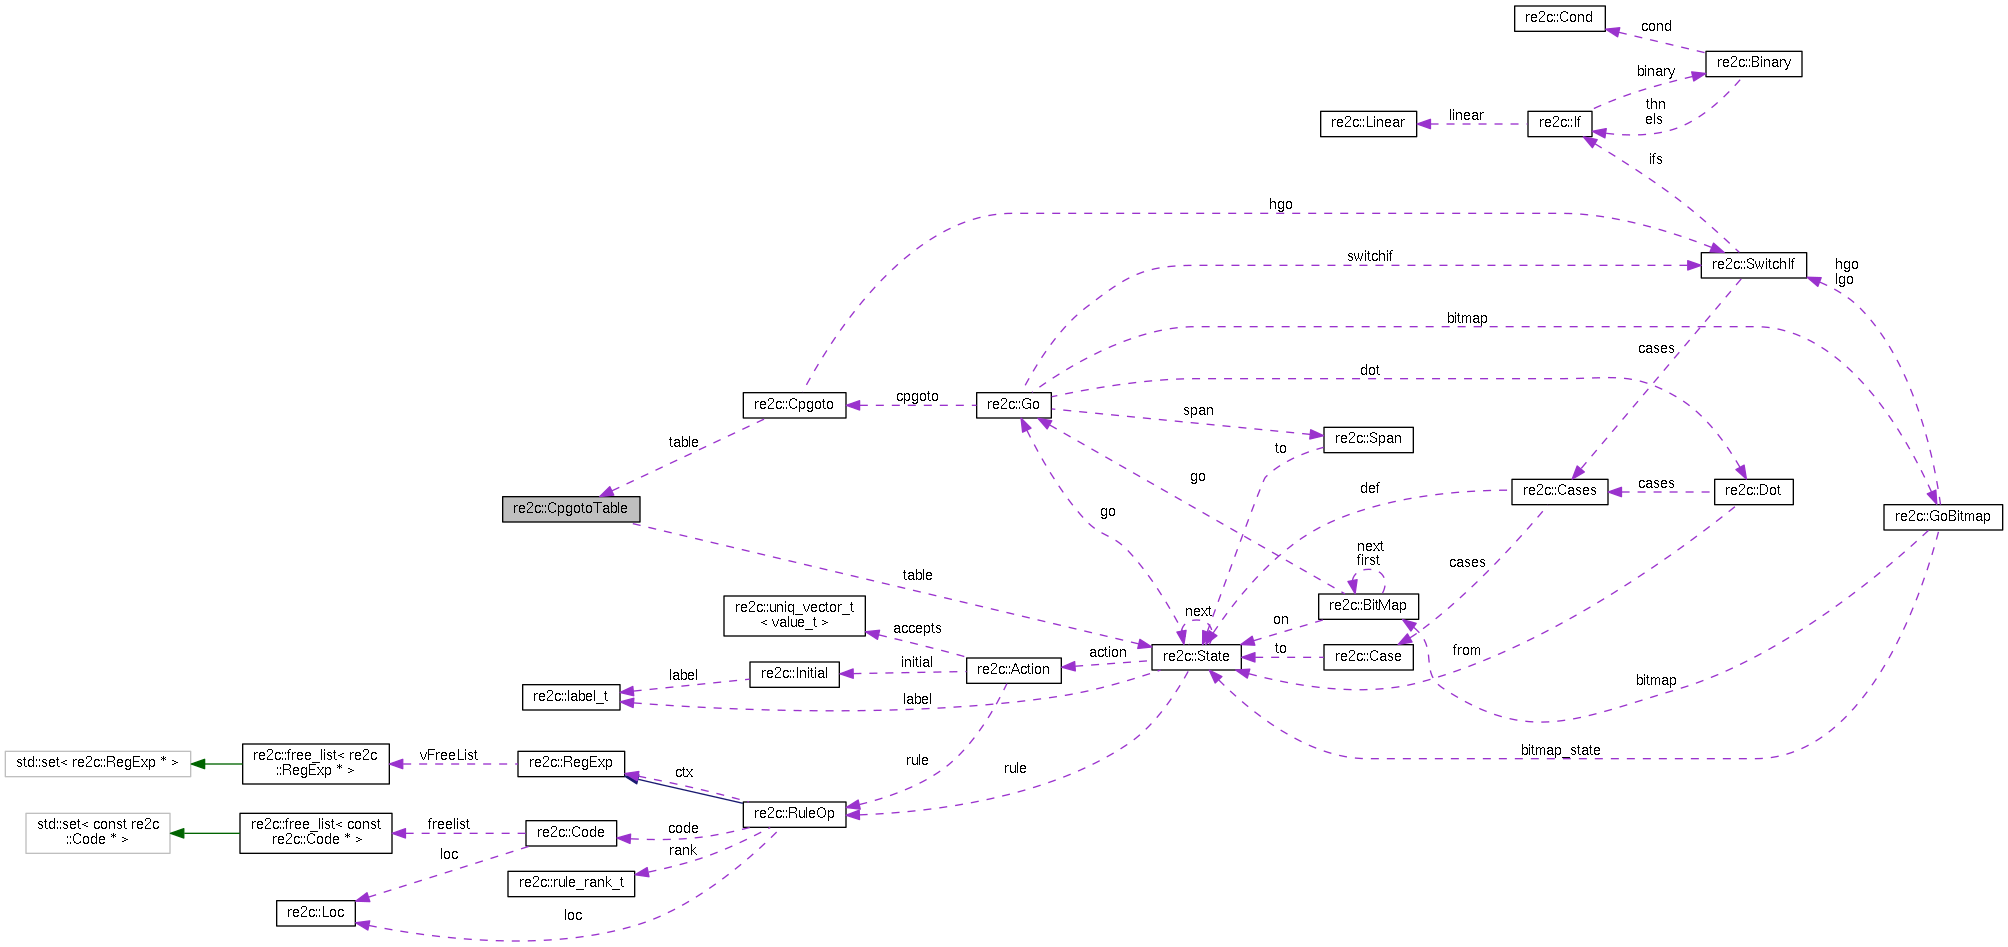 re2c::Cond
cond
re2c::Binary
binary
thn
els
re2c::Linear
linear
re2c::If
ifs
hgo
switchif
re2c::SwitchIf
hgo
lgo
bitmap
cases
dot
re2c::Cpgoto
cpgoto
re2c::Go
span
re2c::Span
table
to
go
def
re2c::Cases
cases
re2c::Dot
re2c::CpgotoTable
go
re2c::GoBitmap
next
first
cases
table
re2c::uniq_vector_t
< value_t >
accepts
next
re2c::BitMap
on
re2c::State
to
re2c::Case
from
action
re2c::Action
initial
re2c::Initial
label
re2c::label_t
label
bitmap
bitmap_state
std::set< re2c::RegExp * >
re2c::free_list< re2c
::RegExp * >
vFreeList
re2c::RegExp
ctx
rule
rule
re2c::RuleOp
std::set< const re2c
::Code * >
re2c::free_list< const
re2c::Code * >
freelist
re2c::Code
code
rank
loc
re2c::rule_rank_t
re2c::Loc
loc